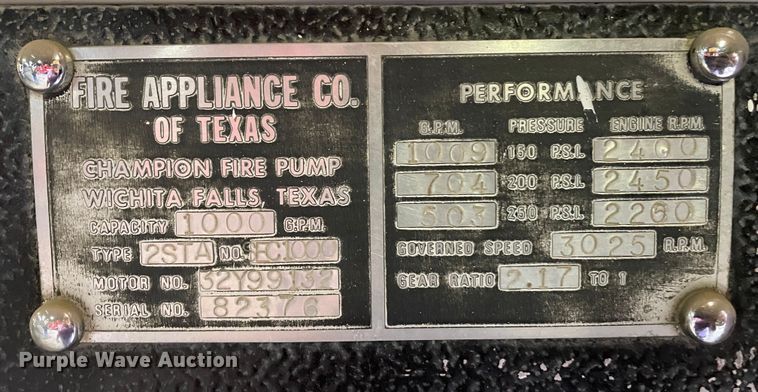 FIRE APPLIANCE CO.
OF TEXAS
CHAMPION FIRE PUMP
WICHITA FALLS, TEXAS
CAPACITY 1000 G.P.M.
TYPE 2STA NO.
MOTOR NO. 32Y99132
SERIAL NO. 82376
PERFORMANCE
G.P.M. PRESSURE ENGINE R.P.M.
1009 150 P.S.I. 2400
704 200 P.S.I. 2450
503 250 P.S.I. 2260
GOVERNED SPEED 3025 R.P.M.
GEAR RATIO 2.17 TO 1
Purple Wave Auction